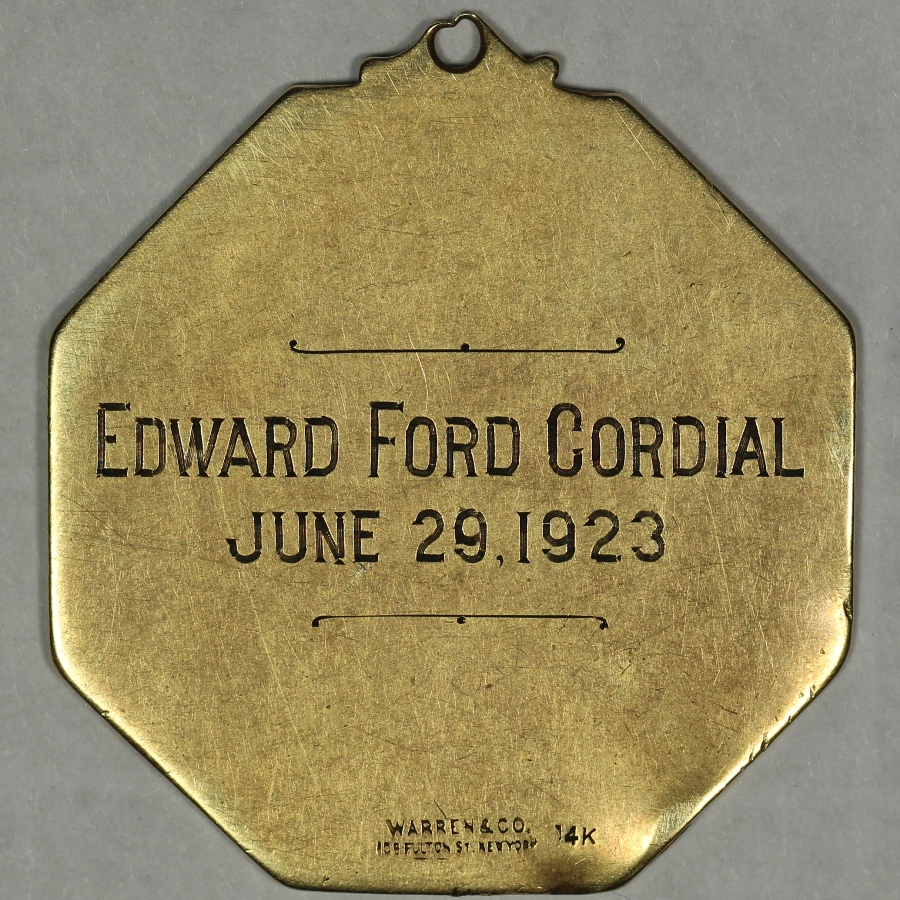 EDWARD FORD CORDIAL
JUNE 29, 1923
WARREN & CO. 14K
108 FULTON ST. NEW YORK